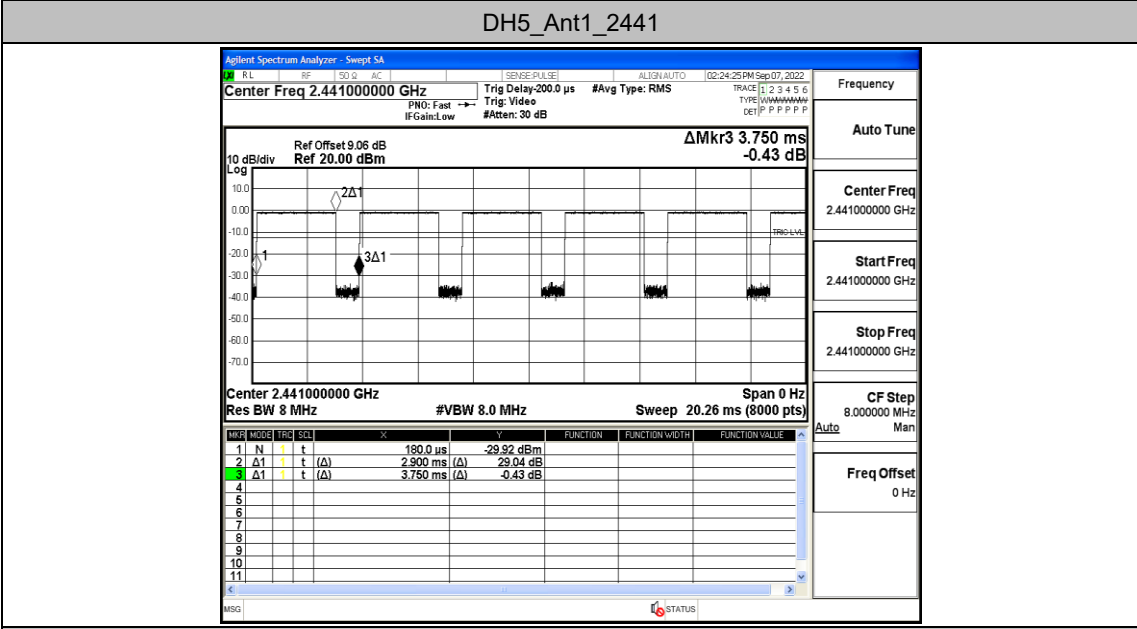 DH5_Ant1_2441
Agilent Spectrum Analyzer - Swept SA
RL RF 50 Ω AC SENSE:PULSE ALIGNAUTO 02:24:25 PM Sep 07, 2022
Center Freq 2.441000000 GHz Trig Delay-200.0 µs #Avg Type: RMS TRACE 1 2 3 4 5 6
PNO: Fast Trig: Video TYPE
IFGain:Low #Atten: 30 dB DET P P P P P P
Frequency
Auto Tune
Center Freq
2.441000000 GHz
Start Freq
2.441000000 GHz
Stop Freq
2.441000000 GHz
CF Step
8.000000 MHz
Auto Man
Freq Offset
0 Hz
ΔMkr3 3.750 ms
-0.43 dB
Ref Offset 9.06 dB
10 dB/div Ref 20.00 dBm
Log
10.0
0.00
-10.0
-20.0
-30.0
-40.0
-50.0
-60.0
-70.0
2Δ1
TRIG LVL
1
3Δ1
Center 2.441000000 GHz Span 0 Hz
Res BW 8 MHz #VBW 8.0 MHz Sweep 20.26 ms (8000 pts)
MKR MODE TRC SCL X Y FUNCTION FUNCTION WIDTH FUNCTION VALUE
1 N 1 t 180.0 µs -29.92 dBm
2 Δ1 1 t (Δ) 2.900 ms (Δ) 29.04 dB
3 Δ1 1 t (Δ) 3.750 ms (Δ) -0.43 dB
4
5
6
7
8
9
10
11
MSG STATUS